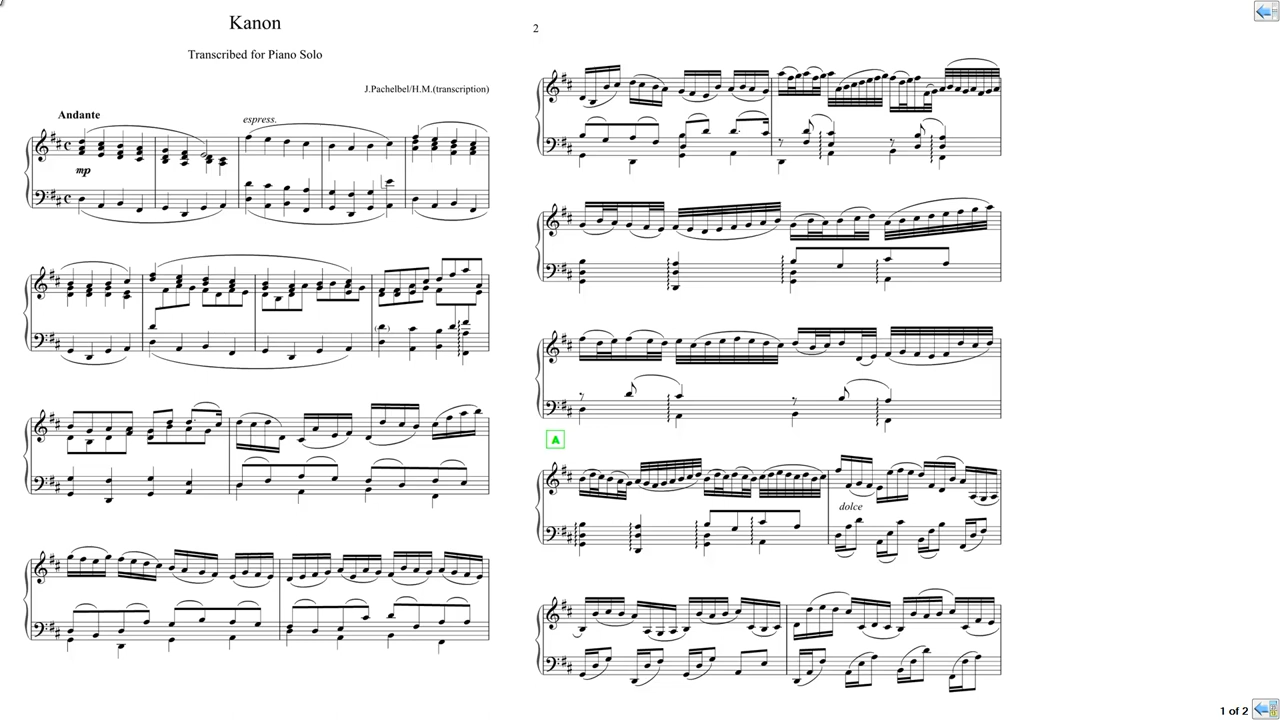 Kanon
Transcribed for Piano Solo
J.Pachelbel/H.M.(transcription)
Andante
espress.
mp
2
A
dolce
1 of 2